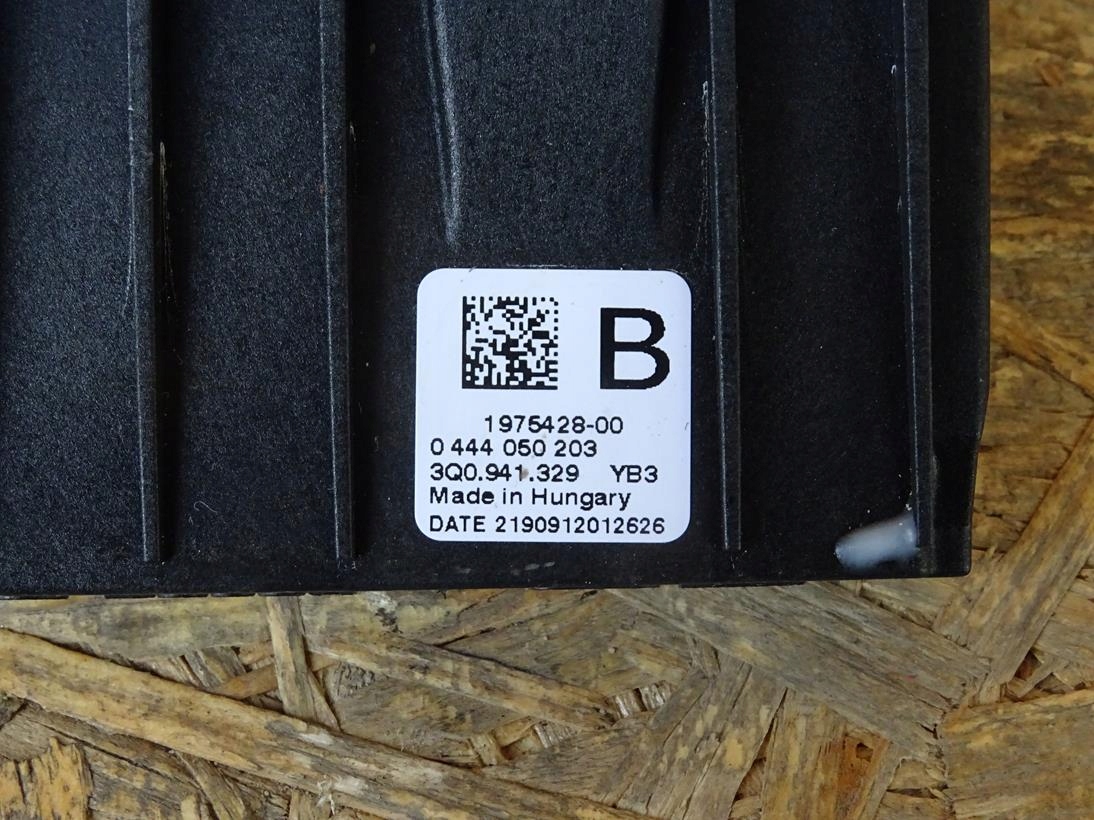 B
1975428-00
0 444 050 203
3Q0.941.329 YB3
Made in Hungary
DATE 2190912012626